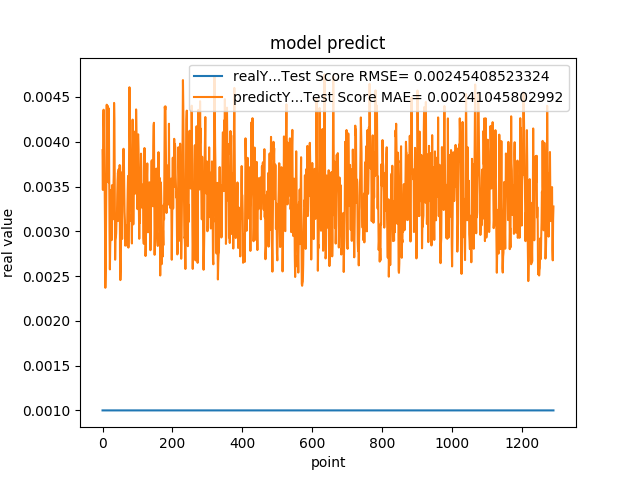 model predict
realY...Test Score RMSE= 0.00245408523324
predictY...Test Score MAE= 0.00241045802992
0.0045
0.0040
0.0035
0.0030
0.0025
0.0020
0.0015
0.0010
real value
0 200 400 600 800 1000 1200
point